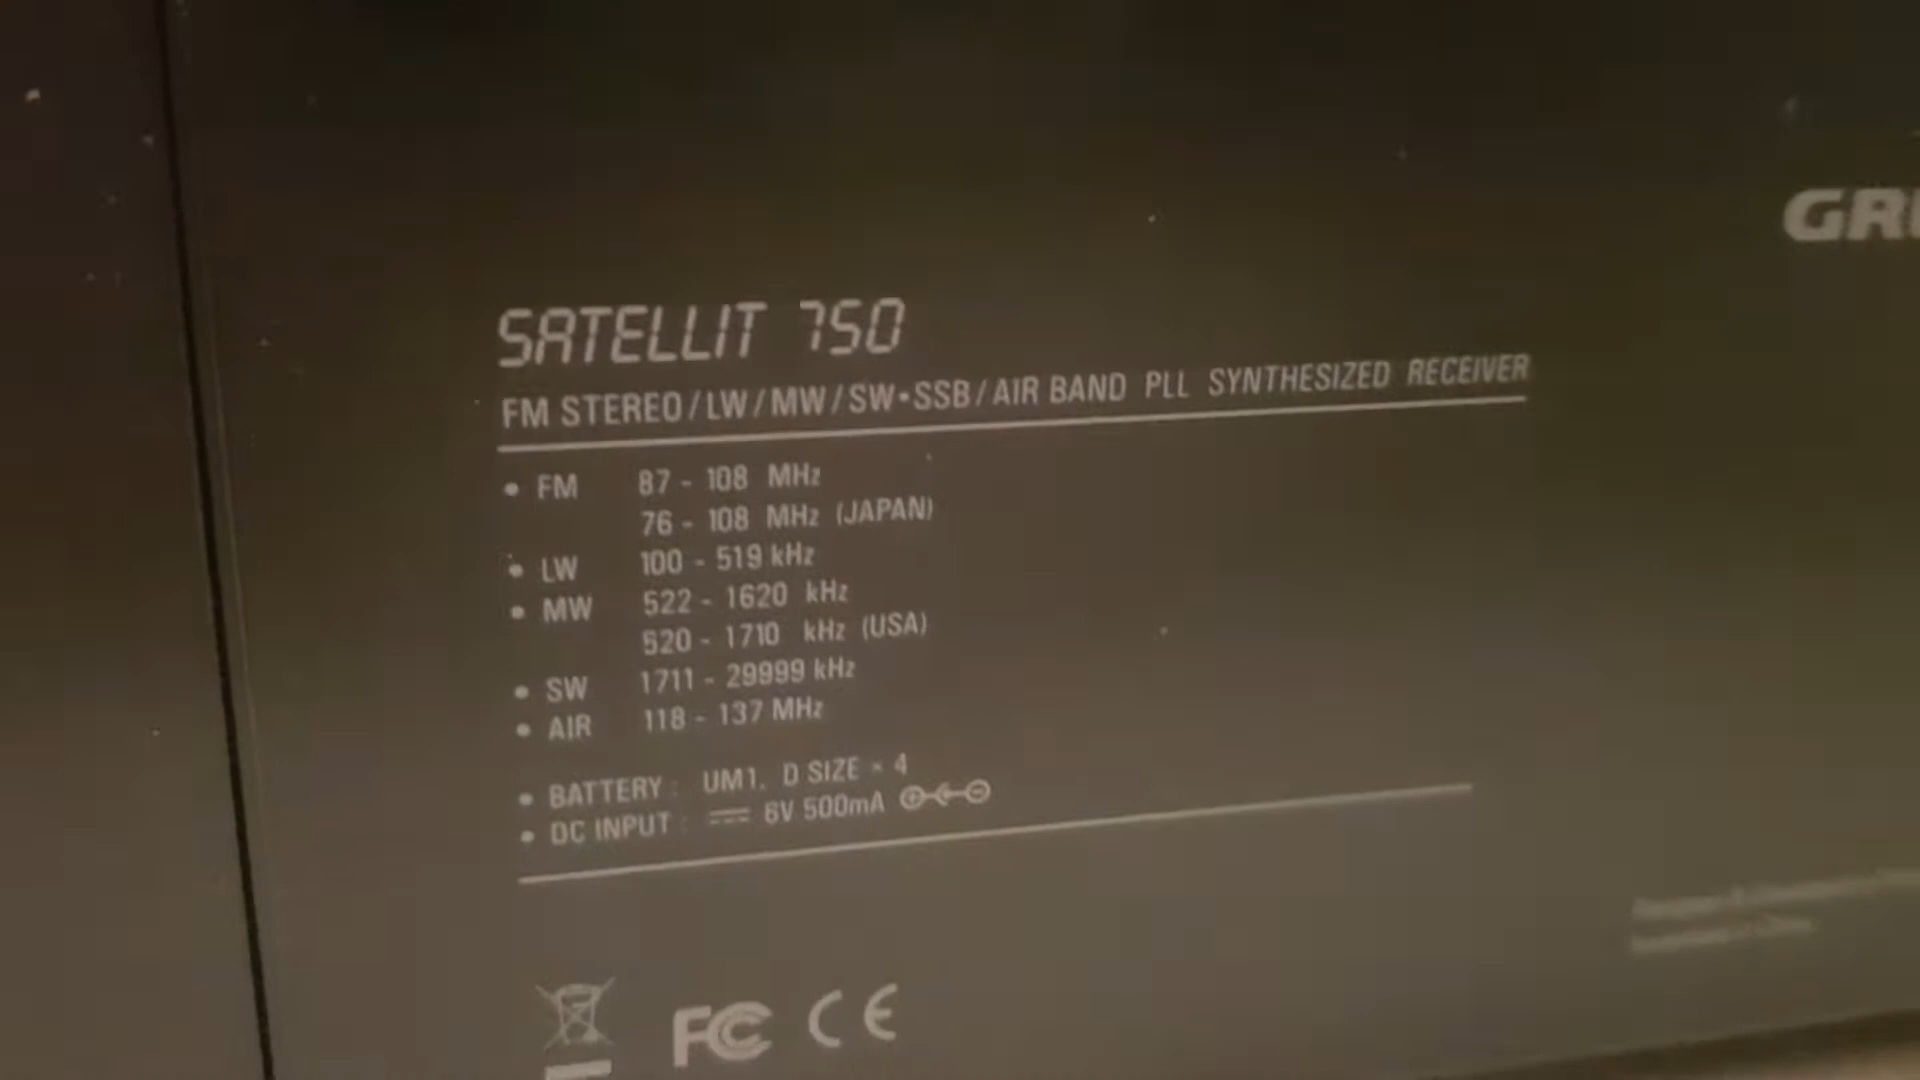 GRU
SATELLIT 750
FM STEREO/LW/MW/SW•SSB/AIR BAND PLL SYNTHESIZED RECEIVER
• FM 87 - 108 MHz
76 - 108 MHz (JAPAN)
• LW 100 - 519 kHz
• MW 522 - 1620 kHz
520 - 1710 kHz (USA)
• SW 1711 - 29999 kHz
• AIR 118 - 137 MHz
• BATTERY : UM1, D SIZE × 4
• DC INPUT : 6V 500mA
FC CE